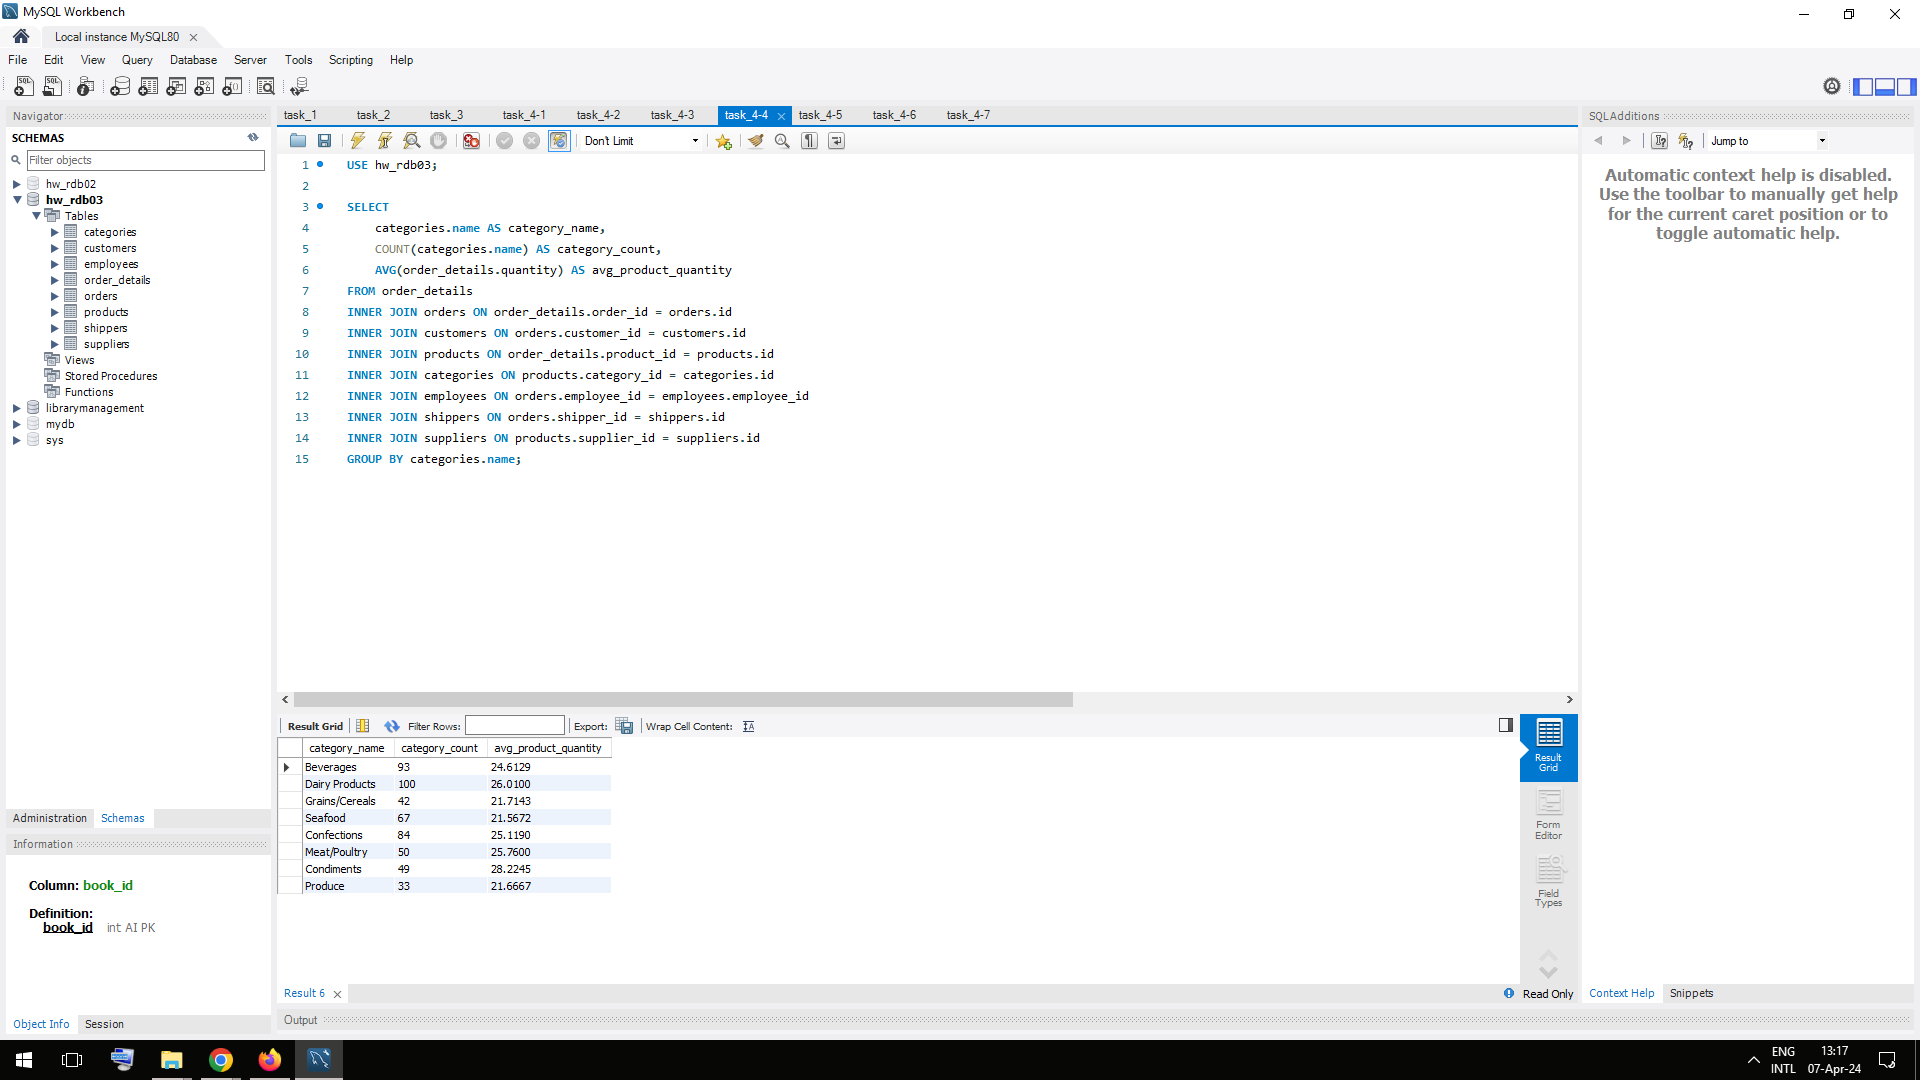 MySQL Workbench
Local instance MySQL80
File Edit View Query Database Server Tools Scripting Help
Navigator
SCHEMAS
Filter objects
hw_rdb02
hw_rdb03
Tables
categories
customers
employees
order_details
orders
products
shippers
suppliers
Views
Stored Procedures
Functions
librarymanagement
mydb
sys
Administration Schemas
Information
Column: book_id
Definition:
book_id int AI PK
Object Info Session
task_1 task_2 task_3 task_4-1 task_4-2 task_4-3 task_4-4 task_4-5 task_4-6 task_4-7
Don't Limit
1 USE hw_rdb03;
2
3 SELECT
4 categories.name AS category_name,
5 COUNT(categories.name) AS category_count,
6 AVG(order_details.quantity) AS avg_product_quantity
7 FROM order_details
8 INNER JOIN orders ON order_details.order_id = orders.id
9 INNER JOIN customers ON orders.customer_id = customers.id
10 INNER JOIN products ON order_details.product_id = products.id
11 INNER JOIN categories ON products.category_id = categories.id
12 INNER JOIN employees ON orders.employee_id = employees.employee_id
13 INNER JOIN shippers ON orders.shipper_id = shippers.id
14 INNER JOIN suppliers ON products.supplier_id = suppliers.id
15 GROUP BY categories.name;
Result Grid Filter Rows: Export: Wrap Cell Content:
category_name category_count avg_product_quantity
Beverages 93 24.6129
Dairy Products 100 26.0100
Grains/Cereals 42 21.7143
Seafood 67 21.5672
Confections 84 25.1190
Meat/Poultry 50 25.7600
Condiments 49 28.2245
Produce 33 21.6667
Result
Grid
Form
Editor
Field
Types
Result 6 Read Only
Output
SQLAdditions
Jump to
Automatic context help is disabled.
Use the toolbar to manually get help
for the current caret position or to
toggle automatic help.
Context Help Snippets
ENG
INTL
13:17
07-Apr-24